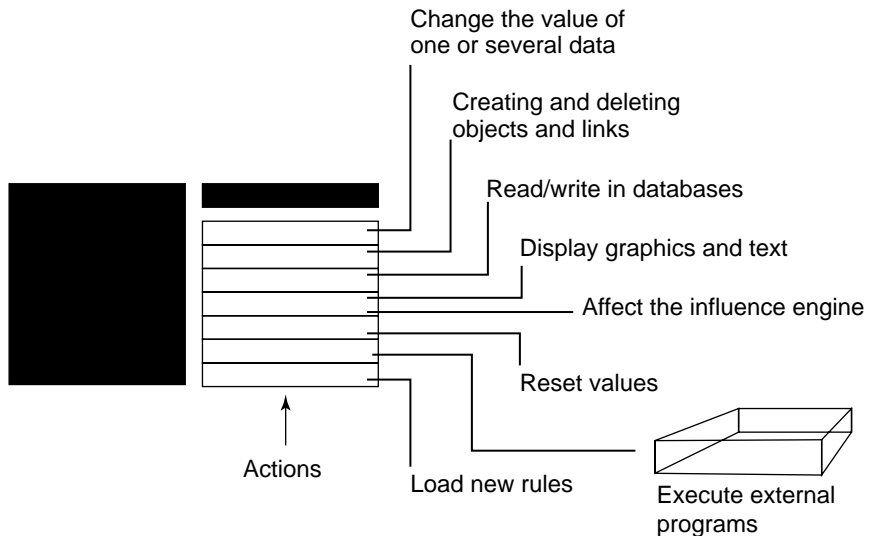 Change the value of
one or several data
Creating and deleting
objects and links
Read/write in databases
Display graphics and text
Affect the influence engine
Reset values
Actions
Load new rules
Execute external
programs